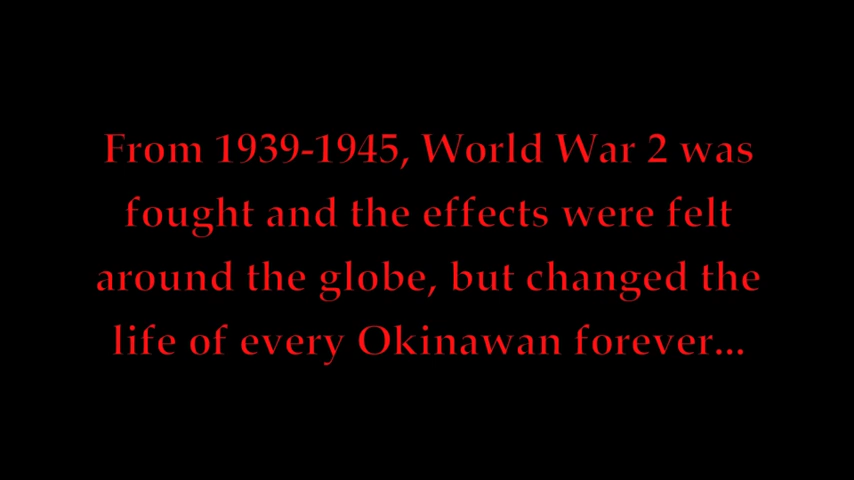 From 1939-1945, World War 2 was
fought and the effects were felt
around the globe, but changed the
life of every Okinawan forever...